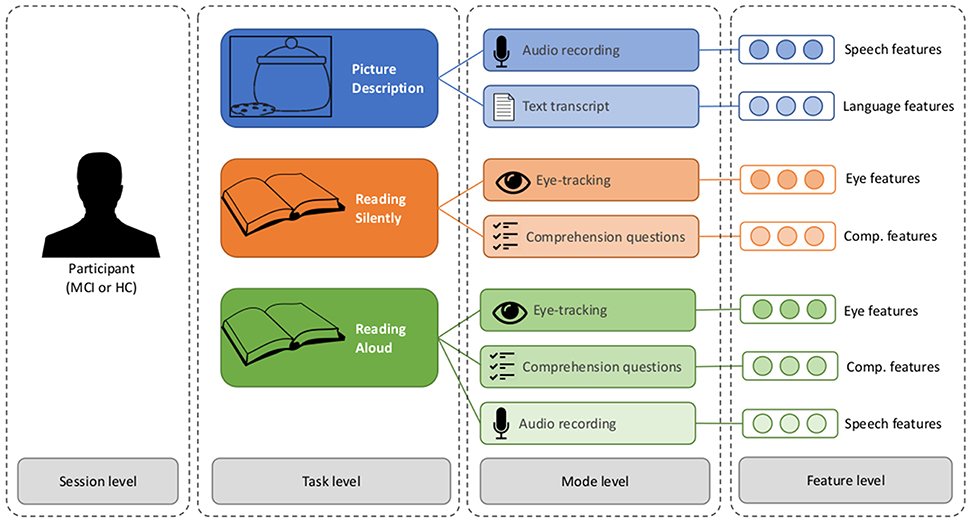 Participant
(MCI or HC)
Session level
Picture
Description
Reading
Silently
Reading
Aloud
Task level
Audio recording
Text transcript
Eye-tracking
Comprehension questions
Eye-tracking
Comprehension questions
Audio recording
Mode level
Speech features
Language features
Eye features
Comp. features
Eye features
Comp. features
Speech features
Feature level